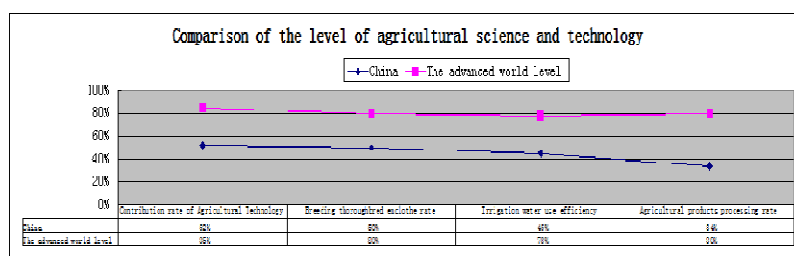 Comparison of the level of agricultural science and technology
China The advanced world level
100%
80%
60%
40%
20%
0%
Contribution rate of Agricultural Technology Breeding thoroughbred enclothe rate Irrigation water use efficiency Agricultural products processing rate
China 52% 50% 45% 34%
The advanced world level 80%